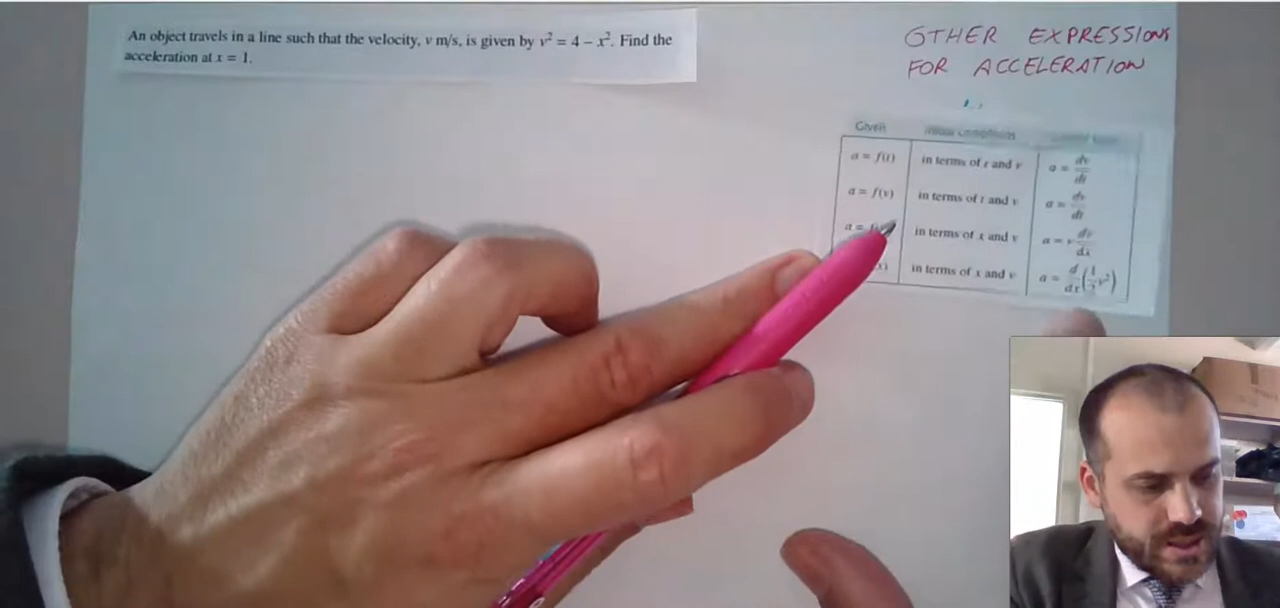 An object travels in a line such that the velocity, v m/s, is given by v² = 4 – x². Find the
acceleration at x = 1.
OTHER EXPRESSIONS
FOR ACCELERATION
Given
a = f(t) in terms of t and v a = dv/dt
a = f(v) in terms of t and v a = dv/dt
a = in terms of x and v a = v dv/dx
in terms of x and v a = d/dx(1/2 v²)